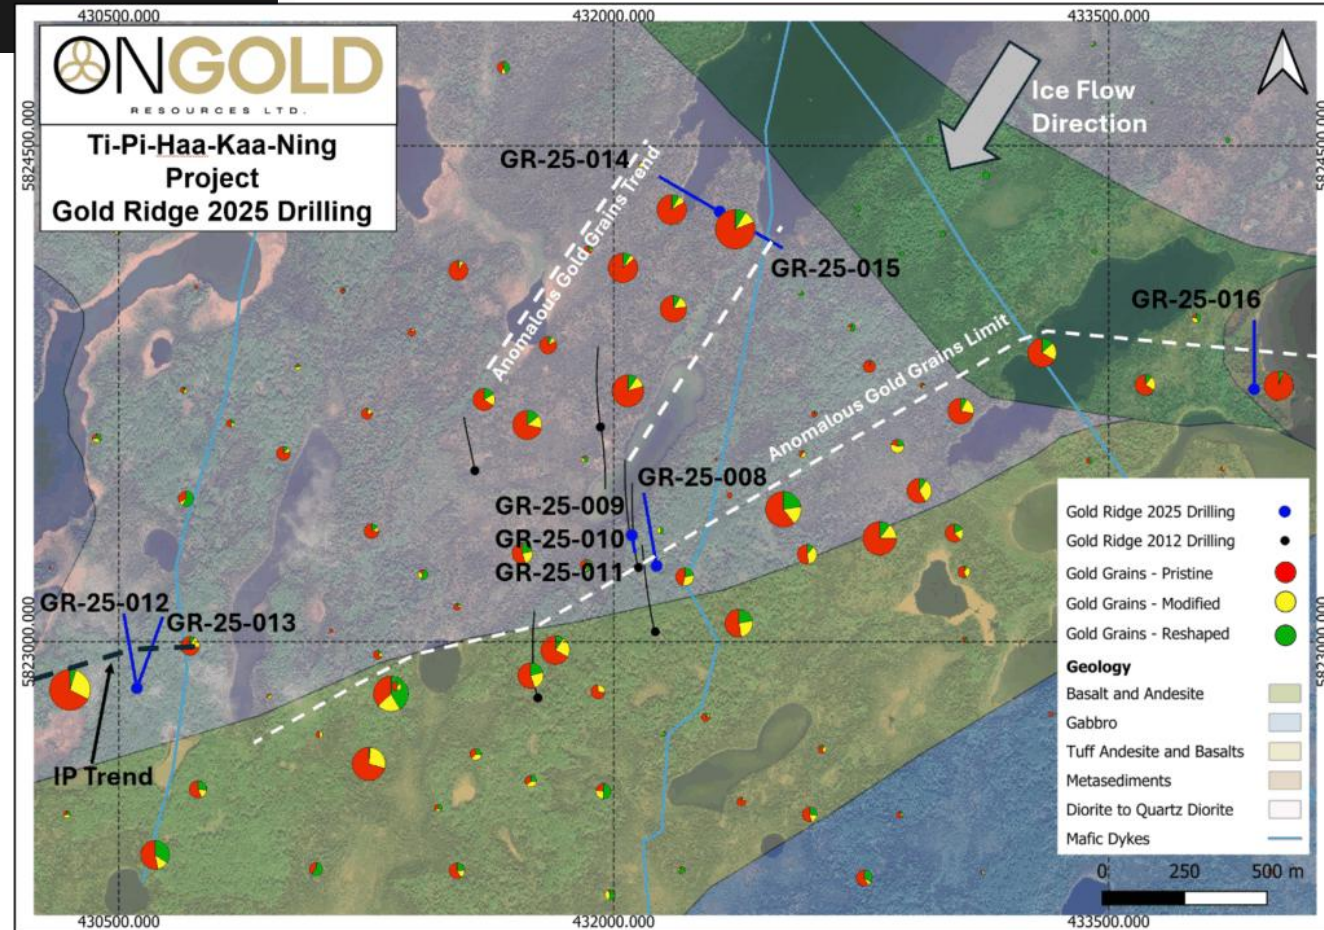 430500.000
432000.000
433500.000
ONGOLD
RESOURCES LTD.
Ti-Pi-Haa-Kaa-Ning
Project
Gold Ridge 2025 Drilling
5824500.000
5824500.000
Ice Flow
Direction
GR-25-014
Anomalous Gold Grains Trend
GR-25-015
GR-25-016
Anomalous Gold Grains Limit
GR-25-008
GR-25-009
GR-25-010
GR-25-011
GR-25-012
GR-25-013
IP Trend
5823000.000
5823000.000
Gold Ridge 2025 Drilling
Gold Ridge 2012 Drilling
Gold Grains - Pristine
Gold Grains - Modified
Gold Grains - Reshaped
Geology
Basalt and Andesite
Gabbro
Tuff Andesite and Basalts
Metasediments
Diorite to Quartz Diorite
Mafic Dykes
0 250 500 m
430500.000
432000.000
433500.000